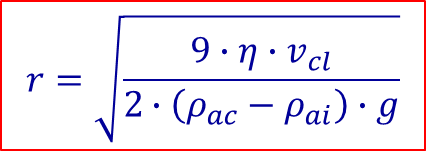 r = √(9 · η · v_cl / 2 · (ρ_ac − ρ_ai) · g)